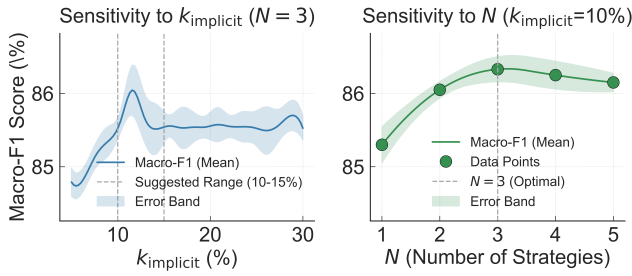 Sensitivity to k_implicit (N = 3)
Macro-F1 Score (\%)
86
85
Macro-F1 (Mean)
Suggested Range (10-15%)
Error Band
10
20
30
k_implicit (%)
Sensitivity to N (k_implicit=10%)
86
85
Macro-F1 (Mean)
Data Points
N = 3 (Optimal)
Error Band
1
2
3
4
5
N (Number of Strategies)